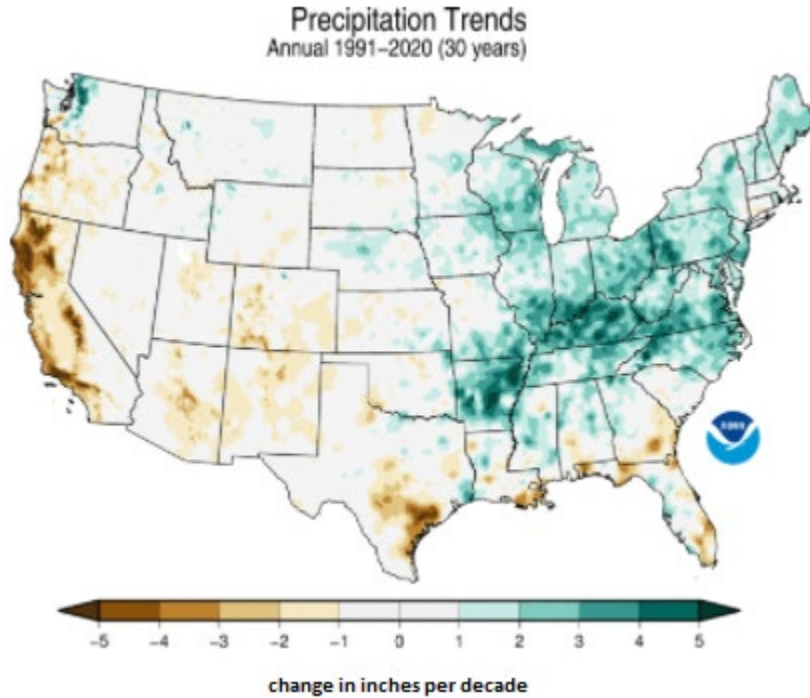 Precipitation Trends
Annual 1991–2020 (30 years)
NOAA
-5 -4 -3 -2 -1 0 1 2 3 4 5
change in inches per decade